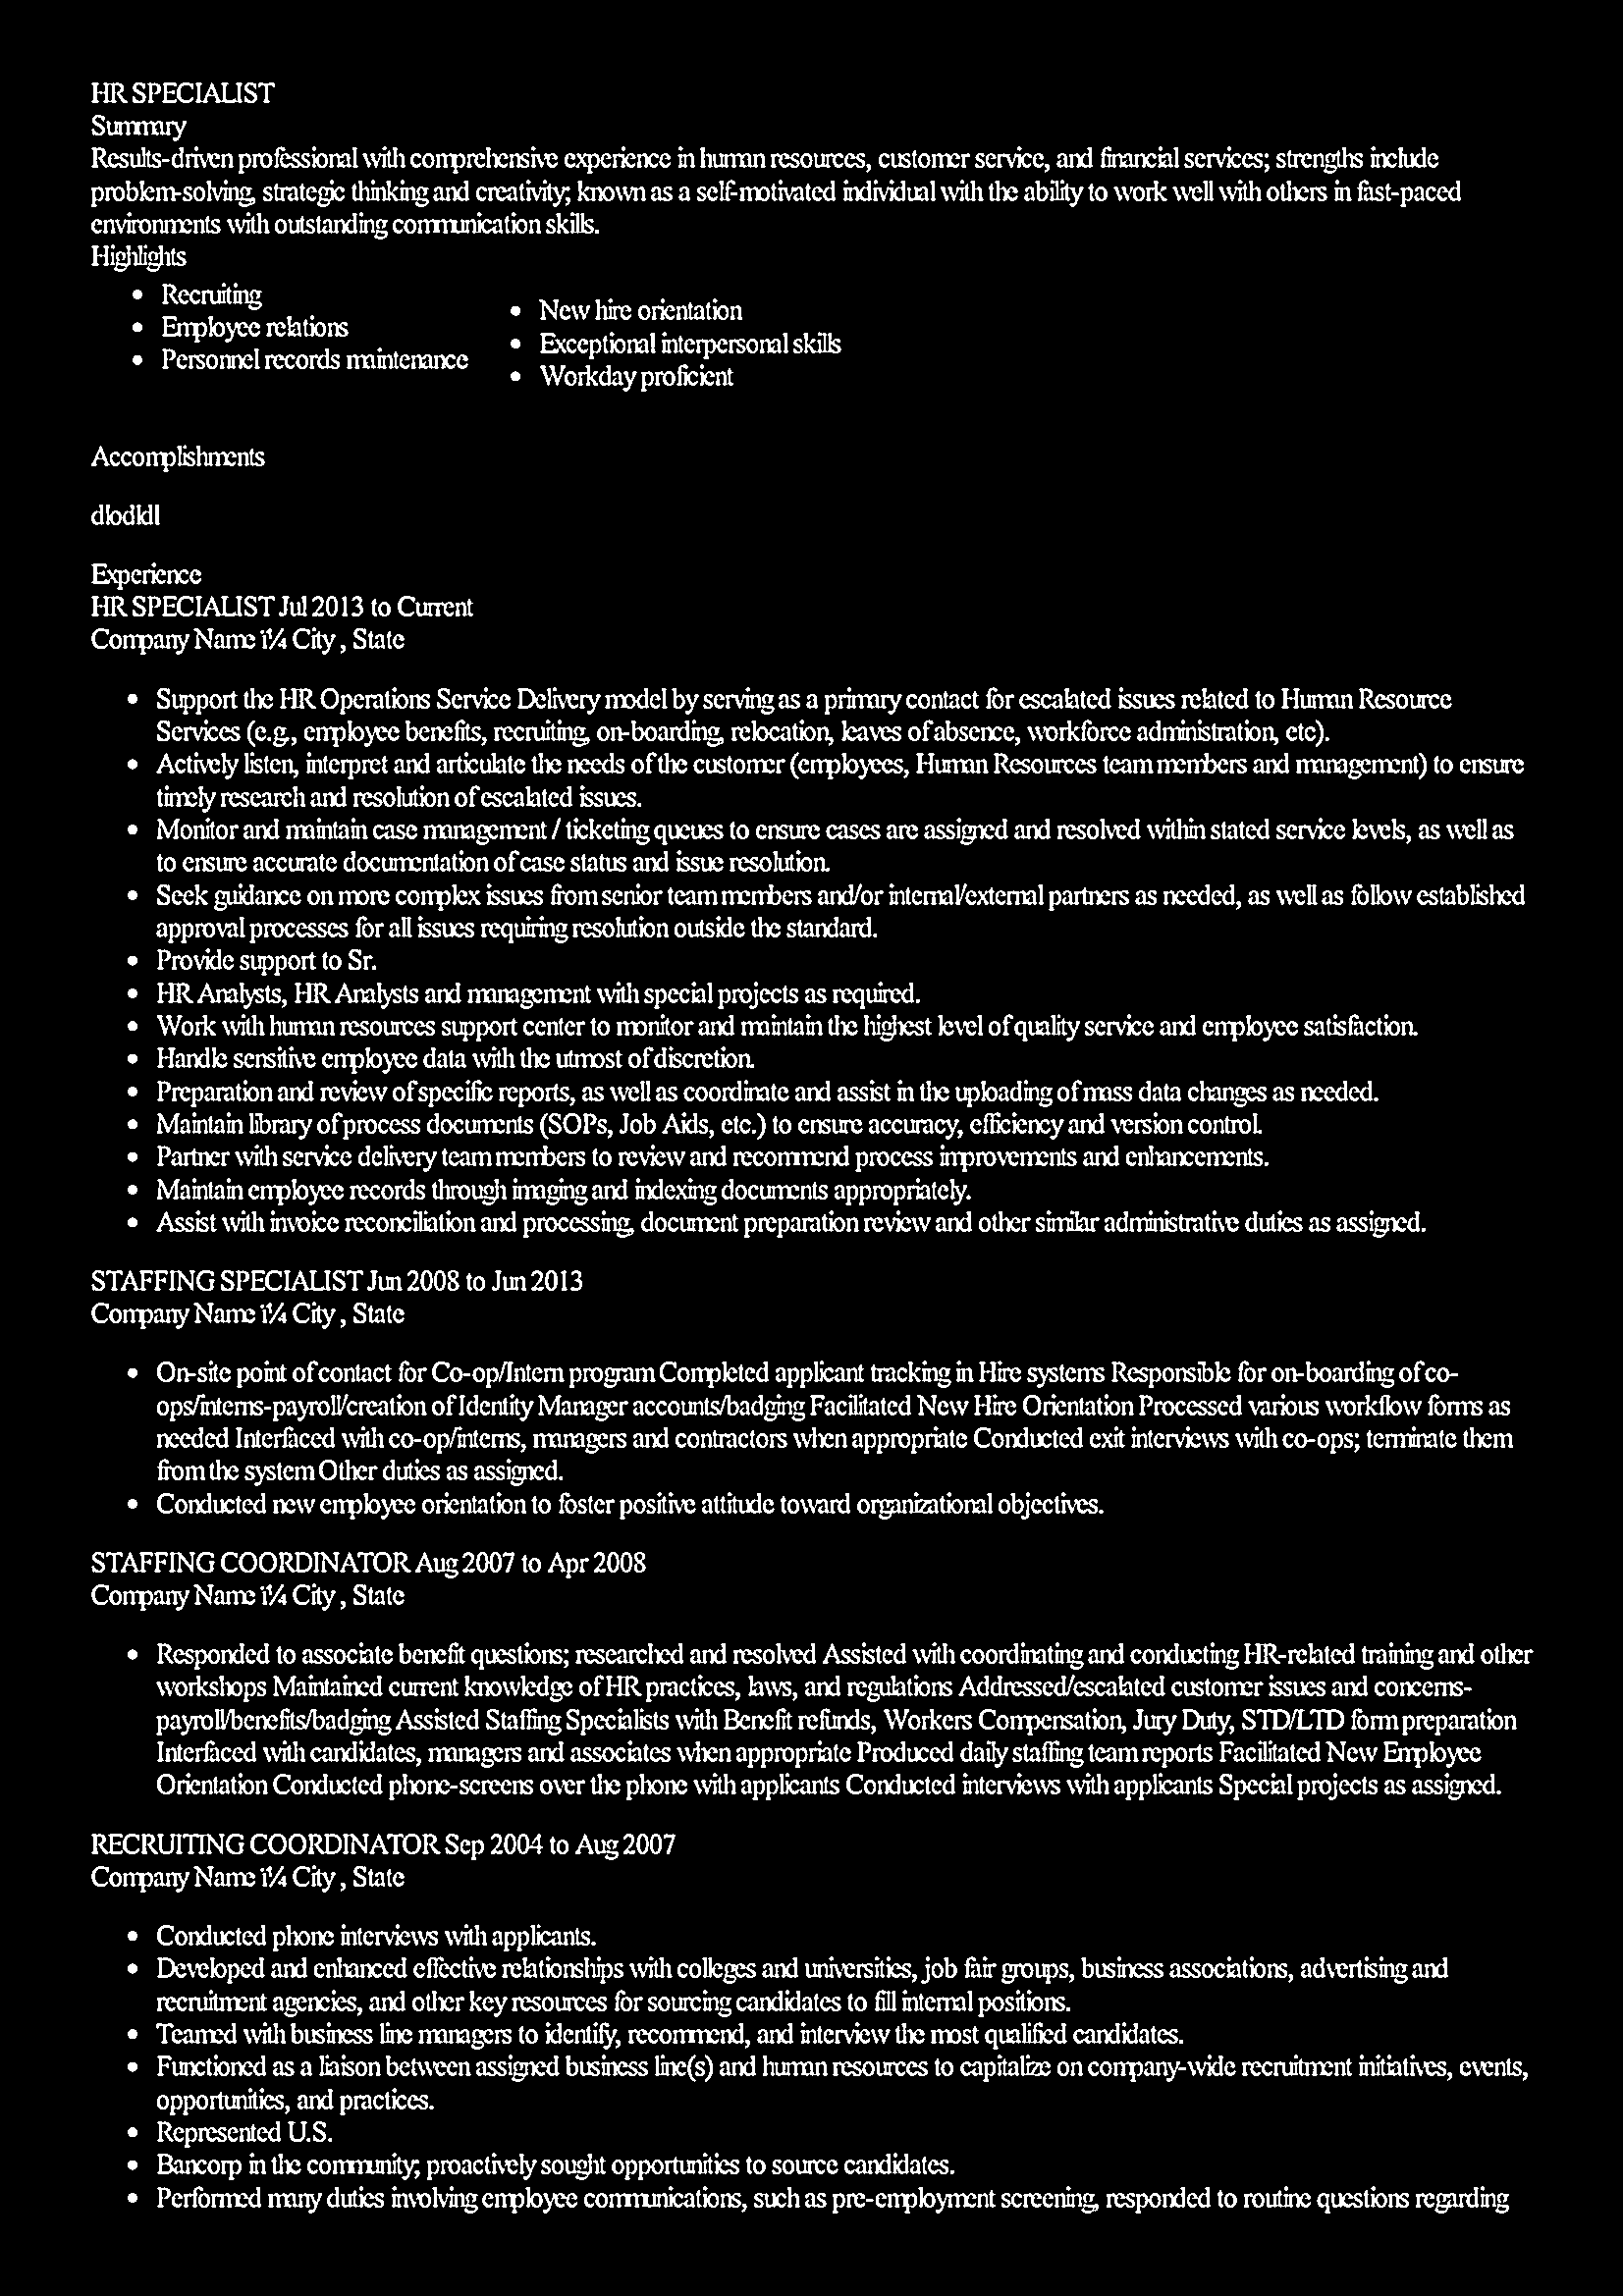 HR SPECIALIST
Summary
Results-driven professional with comprehensive experience in human resources, customer service, and financial services; strengths include
problem-solving, strategic thinking and creativity; known as a self-motivated individual with the ability to work well with others in fast-paced
environments with outstanding communication skills.
Highlights
• Recruiting
• Employee relations
• Personnel records maintenance
• New hire orientation
• Exceptional interpersonal skills
• Workday proficient
Accomplishments
dlodkll
Experience
HR SPECIALIST Jul 2013 to Current
Company Name ï¼ City , State
• Support the HR Operations Service Delivery model by serving as a primary contact for escalated issues related to Human Resource
Services (e.g., employee benefits, recruiting, on-boarding, relocation, leaves of absence, workforce administration, etc).
• Actively listen, interpret and articulate the needs of the customer (employees, Human Resources team members and management) to ensure
timely research and resolution of escalated issues.
• Monitor and maintain case management / ticketing queues to ensure cases are assigned and resolved within stated service levels, as well as
to ensure accurate documentation of case status and issue resolution.
• Seek guidance on more complex issues from senior team members and/or internal/external partners as needed, as well as follow established
approval processes for all issues requiring resolution outside the standard.
• Provide support to Sr.
• HR Analysts, HR Analysts and management with special projects as required.
• Work with human resources support center to monitor and maintain the highest level of quality service and employee satisfaction.
• Handle sensitive employee data with the utmost of discretion.
• Preparation and review of specific reports, as well as coordinate and assist in the uploading of mass data changes as needed.
• Maintain library of process documents (SOPs, Job Aids, etc.) to ensure accuracy, efficiency and version control.
• Partner with service delivery team members to review and recommend process improvements and enhancements.
• Maintain employee records through imaging and indexing documents appropriately.
• Assist with invoice reconciliation and processing, document preparation review and other similar administrative duties as assigned.
STAFFING SPECIALIST Jun 2008 to Jun 2013
Company Name ï¼ City , State
• On-site point of contact for Co-op/Intern program Completed applicant tracking in Hire systems Responsible for on-boarding of co-
ops/interns-payroll/creation of Identity Manager accounts/badging Facilitated New Hire Orientation Processed various workflow forms as
needed Interfaced with co-op/interns, managers and contractors when appropriate Conducted exit interviews with co-ops; terminate them
from the system Other duties as assigned.
• Conducted new employee orientation to foster positive attitude toward organizational objectives.
STAFFING COORDINATOR Aug 2007 to Apr 2008
Company Name ï¼ City , State
• Responded to associate benefit questions; researched and resolved Assisted with coordinating and conducting HR-related training and other
workshops Maintained current knowledge of HR practices, laws, and regulations Addressed/escalated customer issues and concerns-
payroll/benefits/badging Assisted Staffing Specialists with Benefit refunds, Workers Compensation, Jury Duty, STD/LTD form preparation
Interfaced with candidates, managers and associates when appropriate Produced daily staffing team reports Facilitated New Employee
Orientation Conducted phone-screens over the phone with applicants Conducted interviews with applicants Special projects as assigned.
RECRUITING COORDINATOR Sep 2004 to Aug 2007
Company Name ï¼ City , State
• Conducted phone interviews with applicants.
• Developed and enhanced effective relationships with colleges and universities, job fair groups, business associations, advertising and
recruitment agencies, and other key resources for sourcing candidates to fill internal positions.
• Teamed with business line managers to identify, recommend, and interview the most qualified candidates.
• Functioned as a liaison between assigned business line(s) and human resources to capitalize on company-wide recruitment initiatives, events,
opportunities, and practices.
• Represented U.S.
• Bancorp in the community; proactively sought opportunities to source candidates.
• Performed many duties involving employee communications, such as pre-employment screening, responded to routine questions regarding